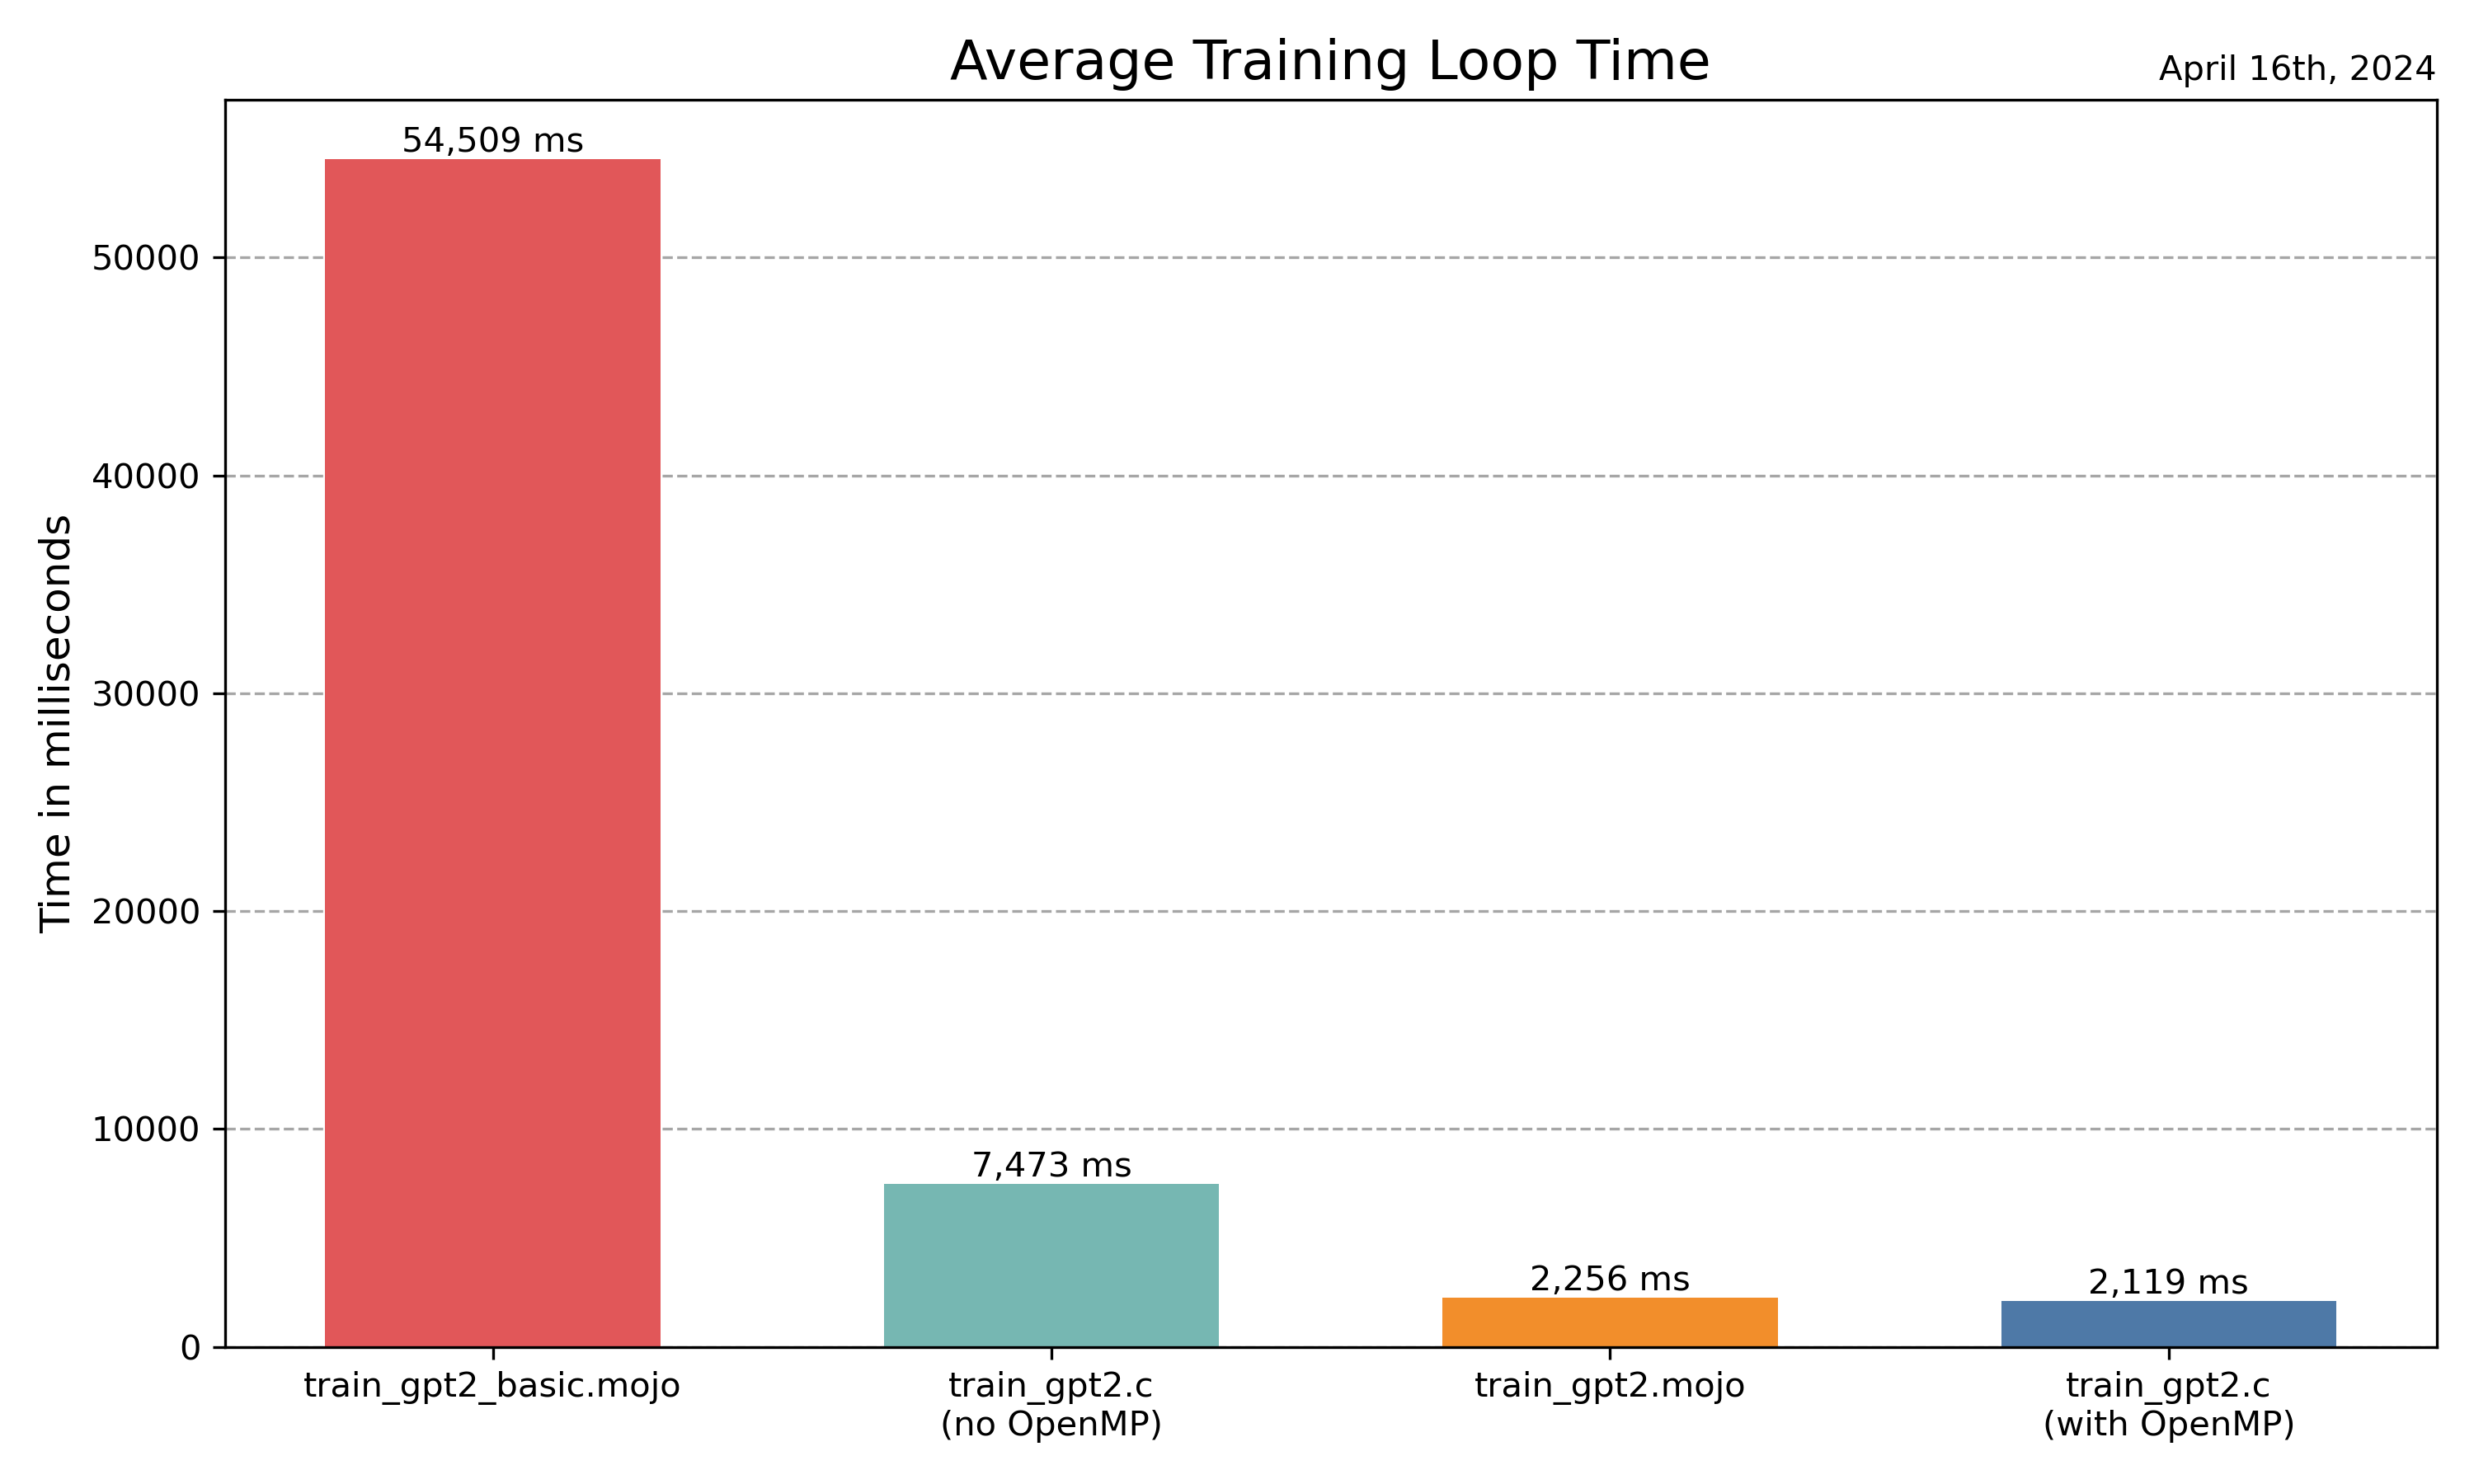 Average Training Loop Time
April 16th, 2024
Time in milliseconds
50000
40000
30000
20000
10000
0
54,509 ms
7,473 ms
2,256 ms
2,119 ms
train_gpt2_basic.mojo
train_gpt2.c
(no OpenMP)
train_gpt2.mojo
train_gpt2.c
(with OpenMP)